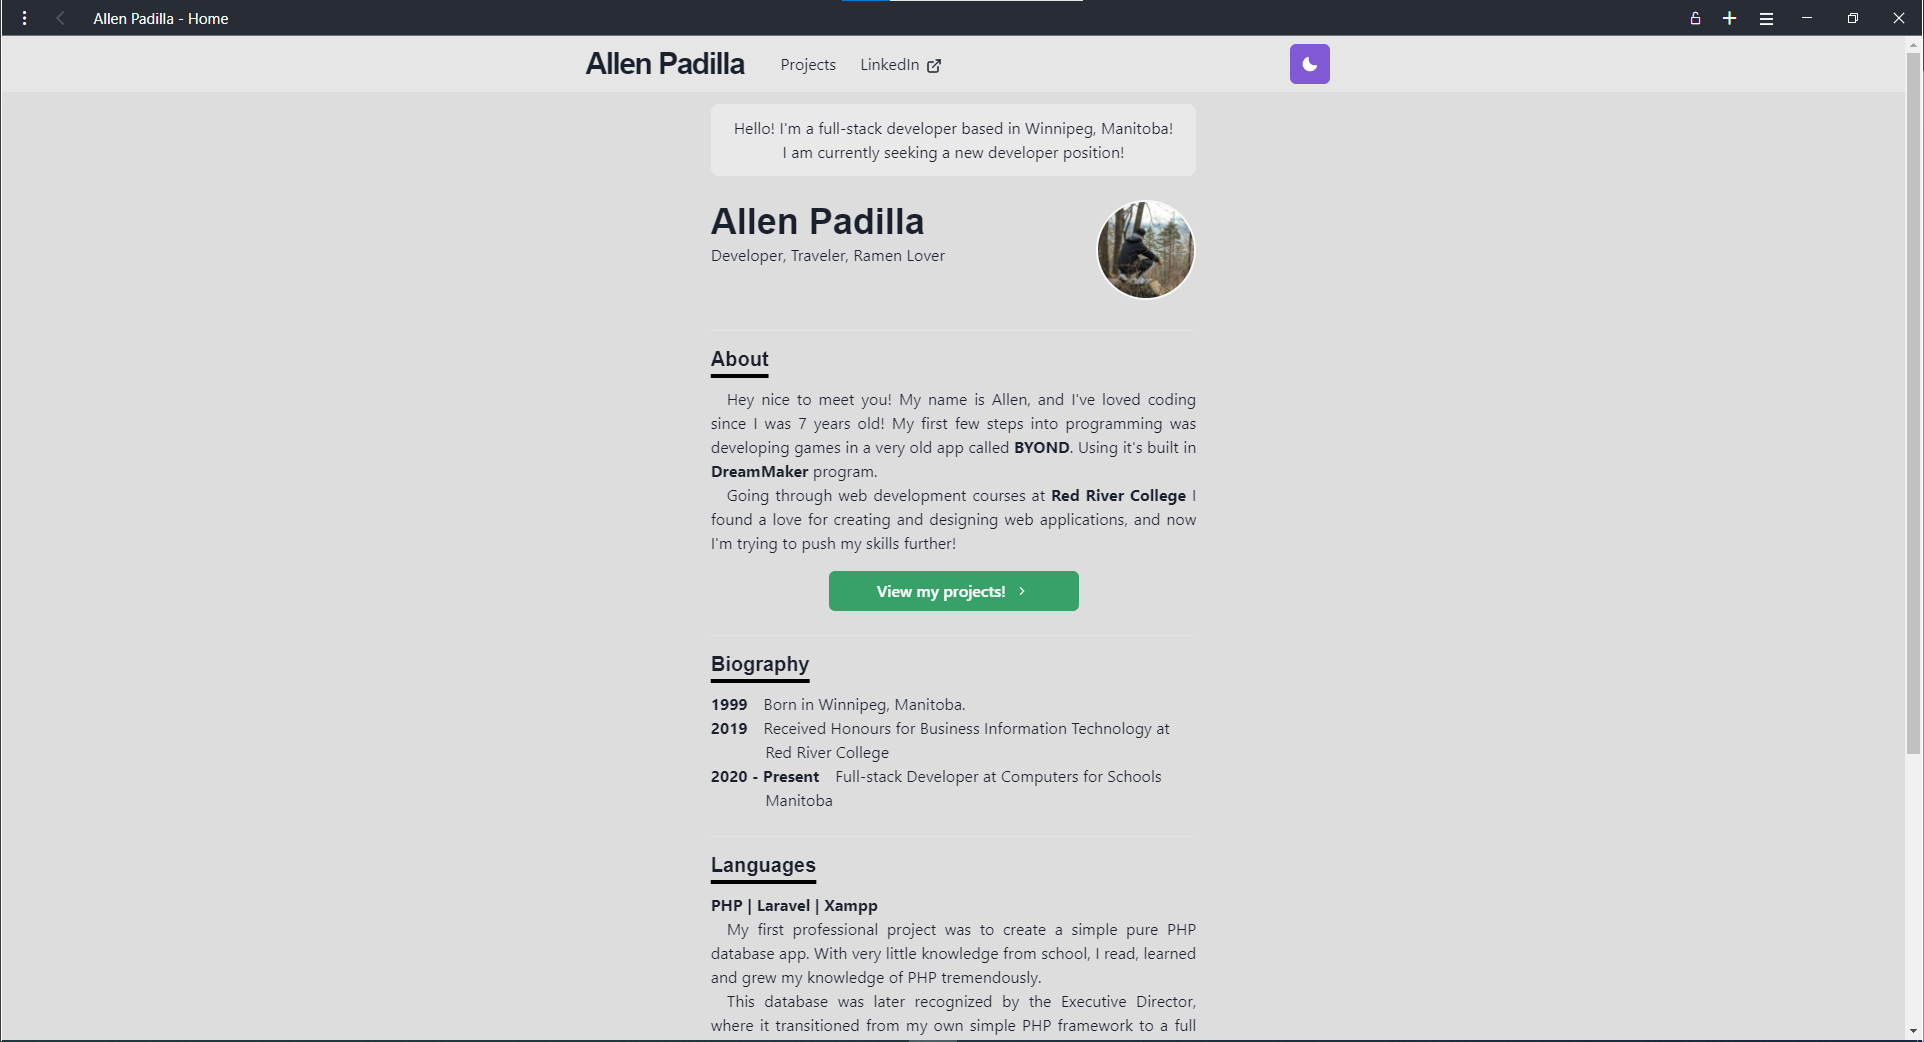 Allen Padilla - Home
Allen Padilla
Projects
LinkedIn
Hello! I'm a full-stack developer based in Winnipeg, Manitoba!
I am currently seeking a new developer position!
Allen Padilla
Developer, Traveler, Ramen Lover
About
Hey nice to meet you! My name is Allen, and I've loved coding
since I was 7 years old! My first few steps into programming was
developing games in a very old app called BYOND. Using it's built in
DreamMaker program.
Going through web development courses at Red River College I
found a love for creating and designing web applications, and now
I'm trying to push my skills further!
View my projects!
Biography
1999 Born in Winnipeg, Manitoba.
2019 Received Honours for Business Information Technology at
Red River College
2020 - Present Full-stack Developer at Computers for Schools
Manitoba
Languages
PHP | Laravel | Xampp
My first professional project was to create a simple pure PHP
database app. With very little knowledge from school, I read, learned
and grew my knowledge of PHP tremendously.
This database was later recognized by the Executive Director,
where it transitioned from my own simple PHP framework to a full